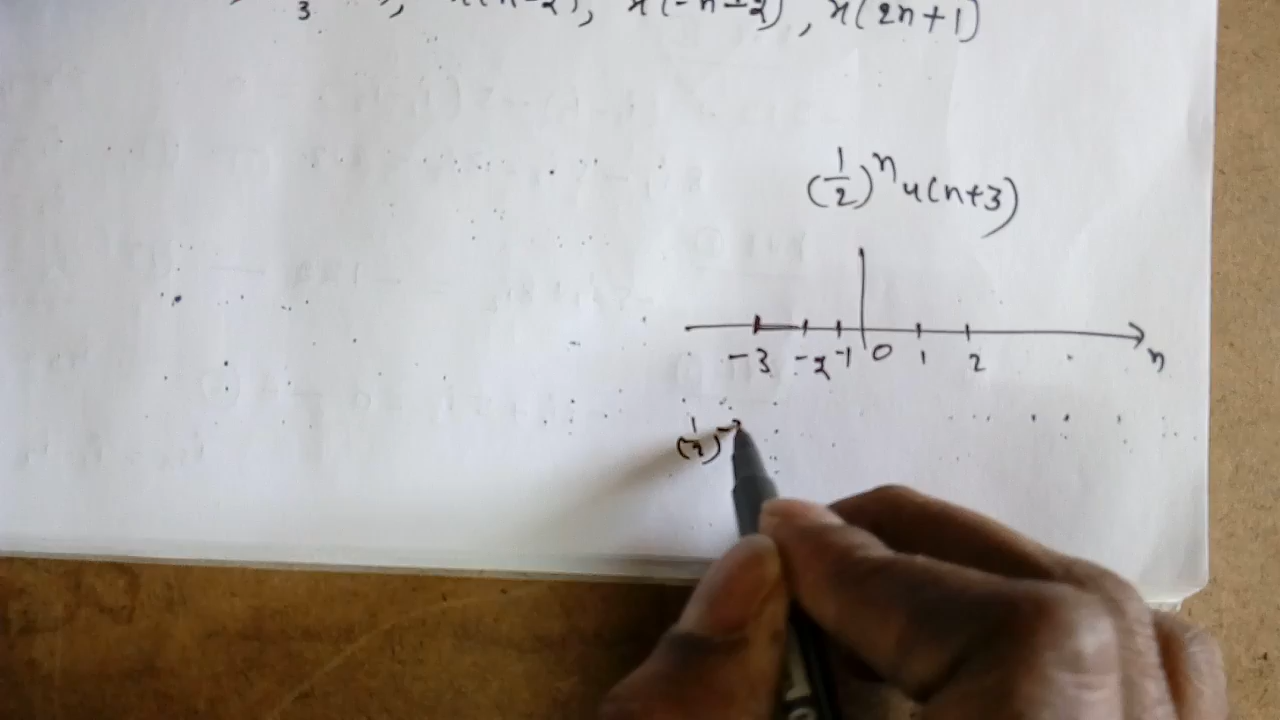 3 , x(n-2), x(-n+2), x(2n+1)
(1/2)^n u(n+3)
-3 -2 -1 0 1 2 n
(1/2)^-